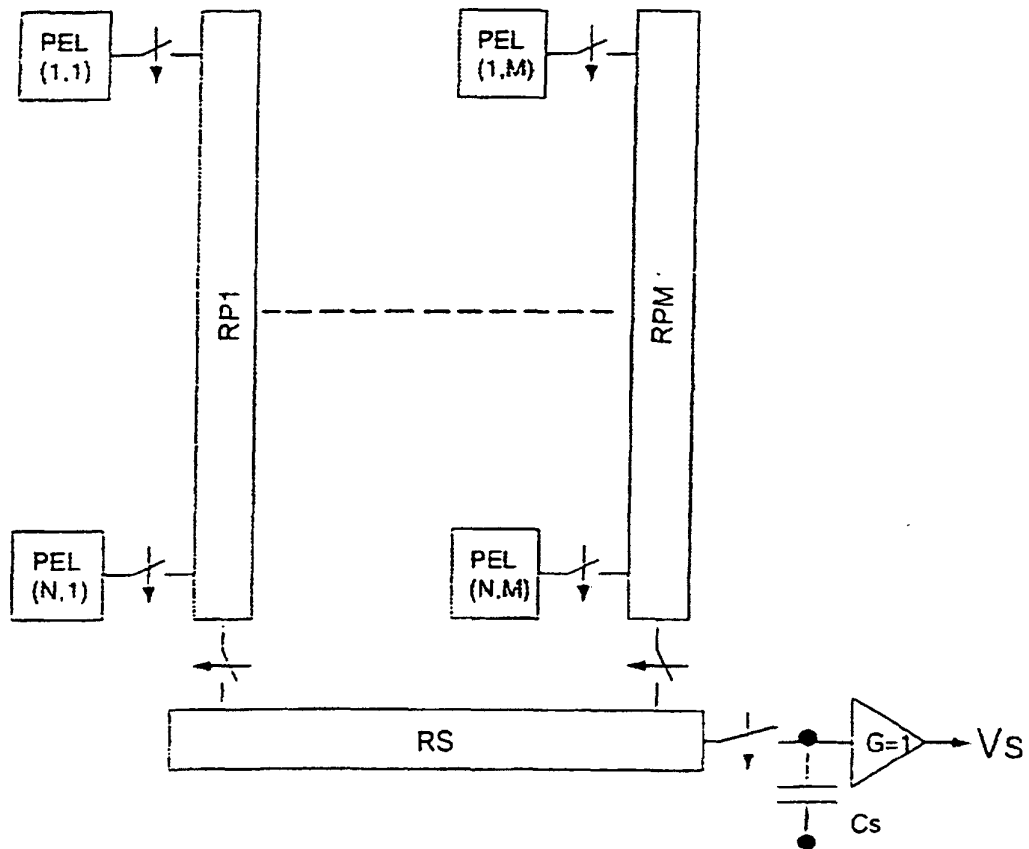 PEL
(1,1)
PEL
(1,M)
RP1
RPM
PEL
(N,1)
PEL
(N,M)
RS
G=1
Vs
Cs